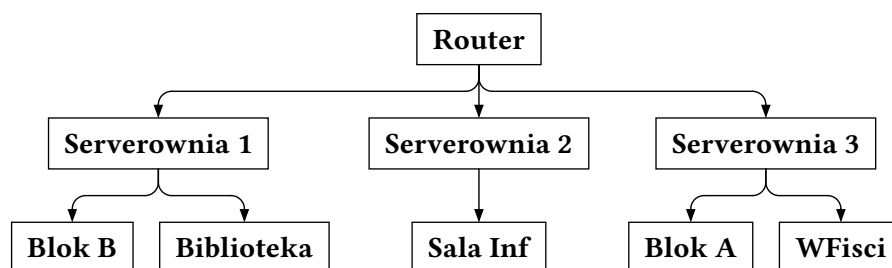 Router
Serverownia 1
Serverownia 2
Serverownia 3
Blok B
Biblioteka
Sala Inf
Blok A
WFisci